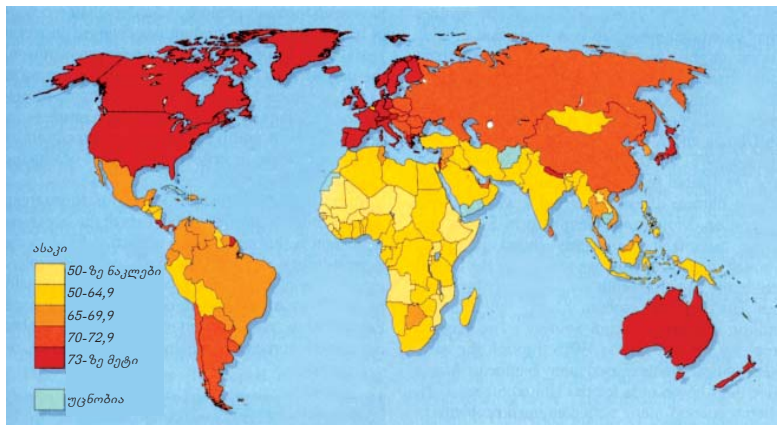 ასაკი
50-ზე ნაკლები
50-64,9
65-69,9
70-72,9
73-ზე მეტი
უცნობია